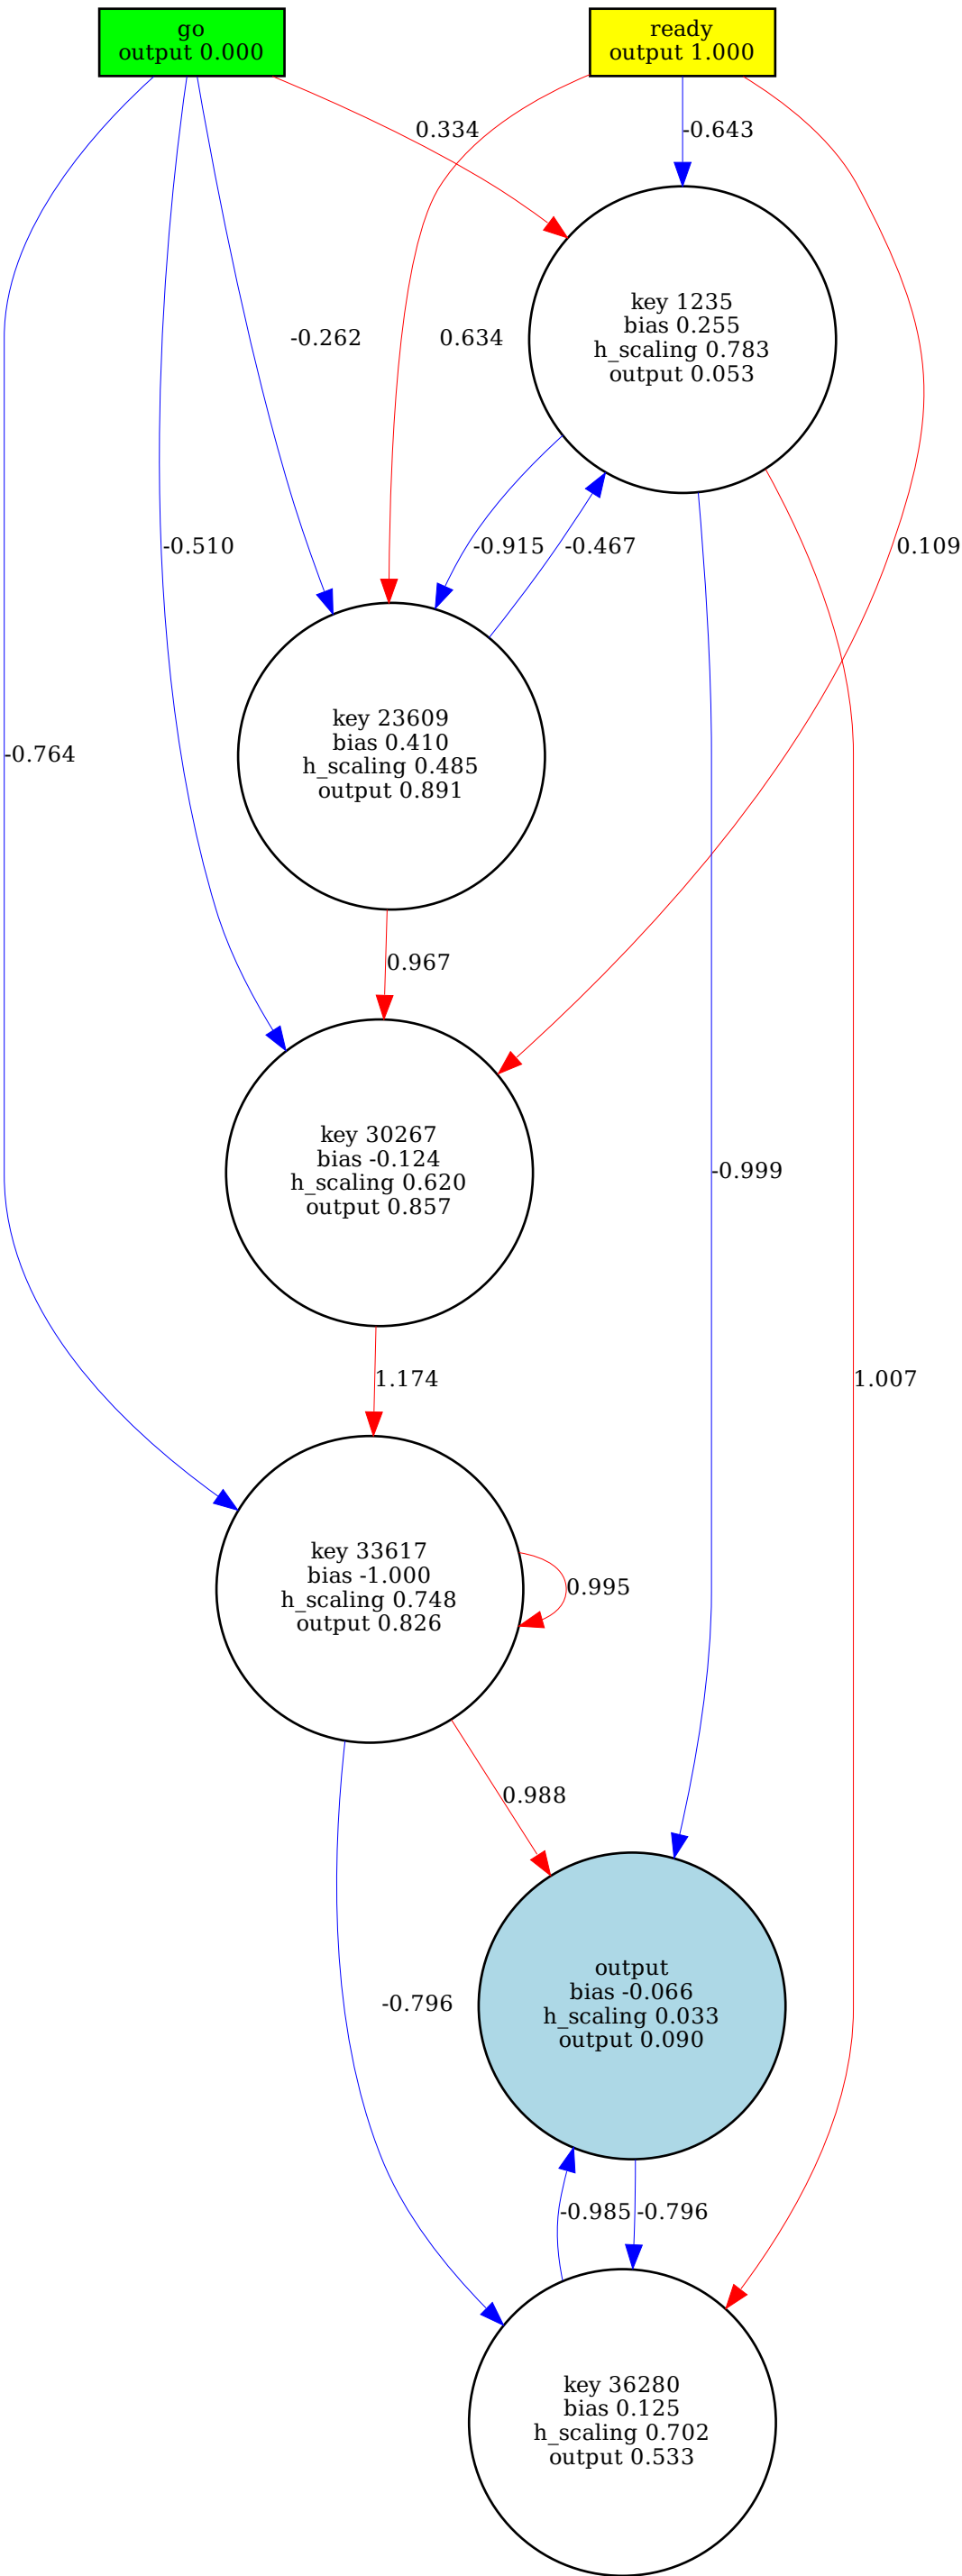 go
output 0.000
ready
output 1.000
0.334
-0.643
key 1235
bias 0.255
h_scaling 0.783
output 0.053
-0.262
0.634
-0.510
-0.915
-0.467
0.109
key 23609
bias 0.410
h_scaling 0.485
output 0.891
-0.764
0.967
key 30267
bias -0.124
h_scaling 0.620
output 0.857
-0.999
1.174
1.007
key 33617
bias -1.000
h_scaling 0.748
output 0.826
0.995
0.988
output
bias -0.066
h_scaling 0.033
output 0.090
-0.796
-0.985
-0.796
key 36280
bias 0.125
h_scaling 0.702
output 0.533